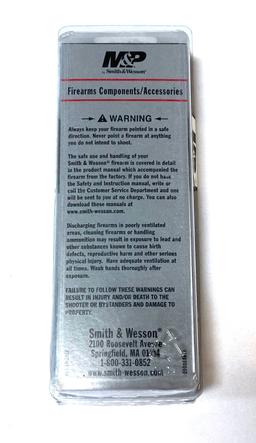 M&P
by Smith&Wesson®
Firearms Components/Accessories
WARNING
Always keep your firearm pointed in a safe
direction. Never point a firearm at anything
you do not intend to shoot.
The safe use and handling of your
Smith & Wesson® firearm is covered in detail
in the product manual which accompanied the
firearm from the factory. If you do not have
the Safety and Instruction manual, write or
call the Customer Service Department and one
will be sent to you at no charge. You can also
download these manuals at
www.smith-wesson.com.
Discharging firearms in poorly ventilated
areas, cleaning firearms or handling
ammunition may result in exposure to lead and
other substances known to cause birth
defects, reproductive harm and other serious
physical injury. Have adequate ventilation at
all times. Wash hands thoroughly after
exposure.
FAILURE TO FOLLOW THESE WARNINGS CAN
RESULT IN INJURY AND/OR DEATH TO THE
SHOOTER OR BYSTANDERS AND DAMAGE TO
PROPERTY.
Smith & Wesson®
2100 Roosevelt Avenue
Springfield, MA 01104
1-800-331-0852
www.smith-wesson.com